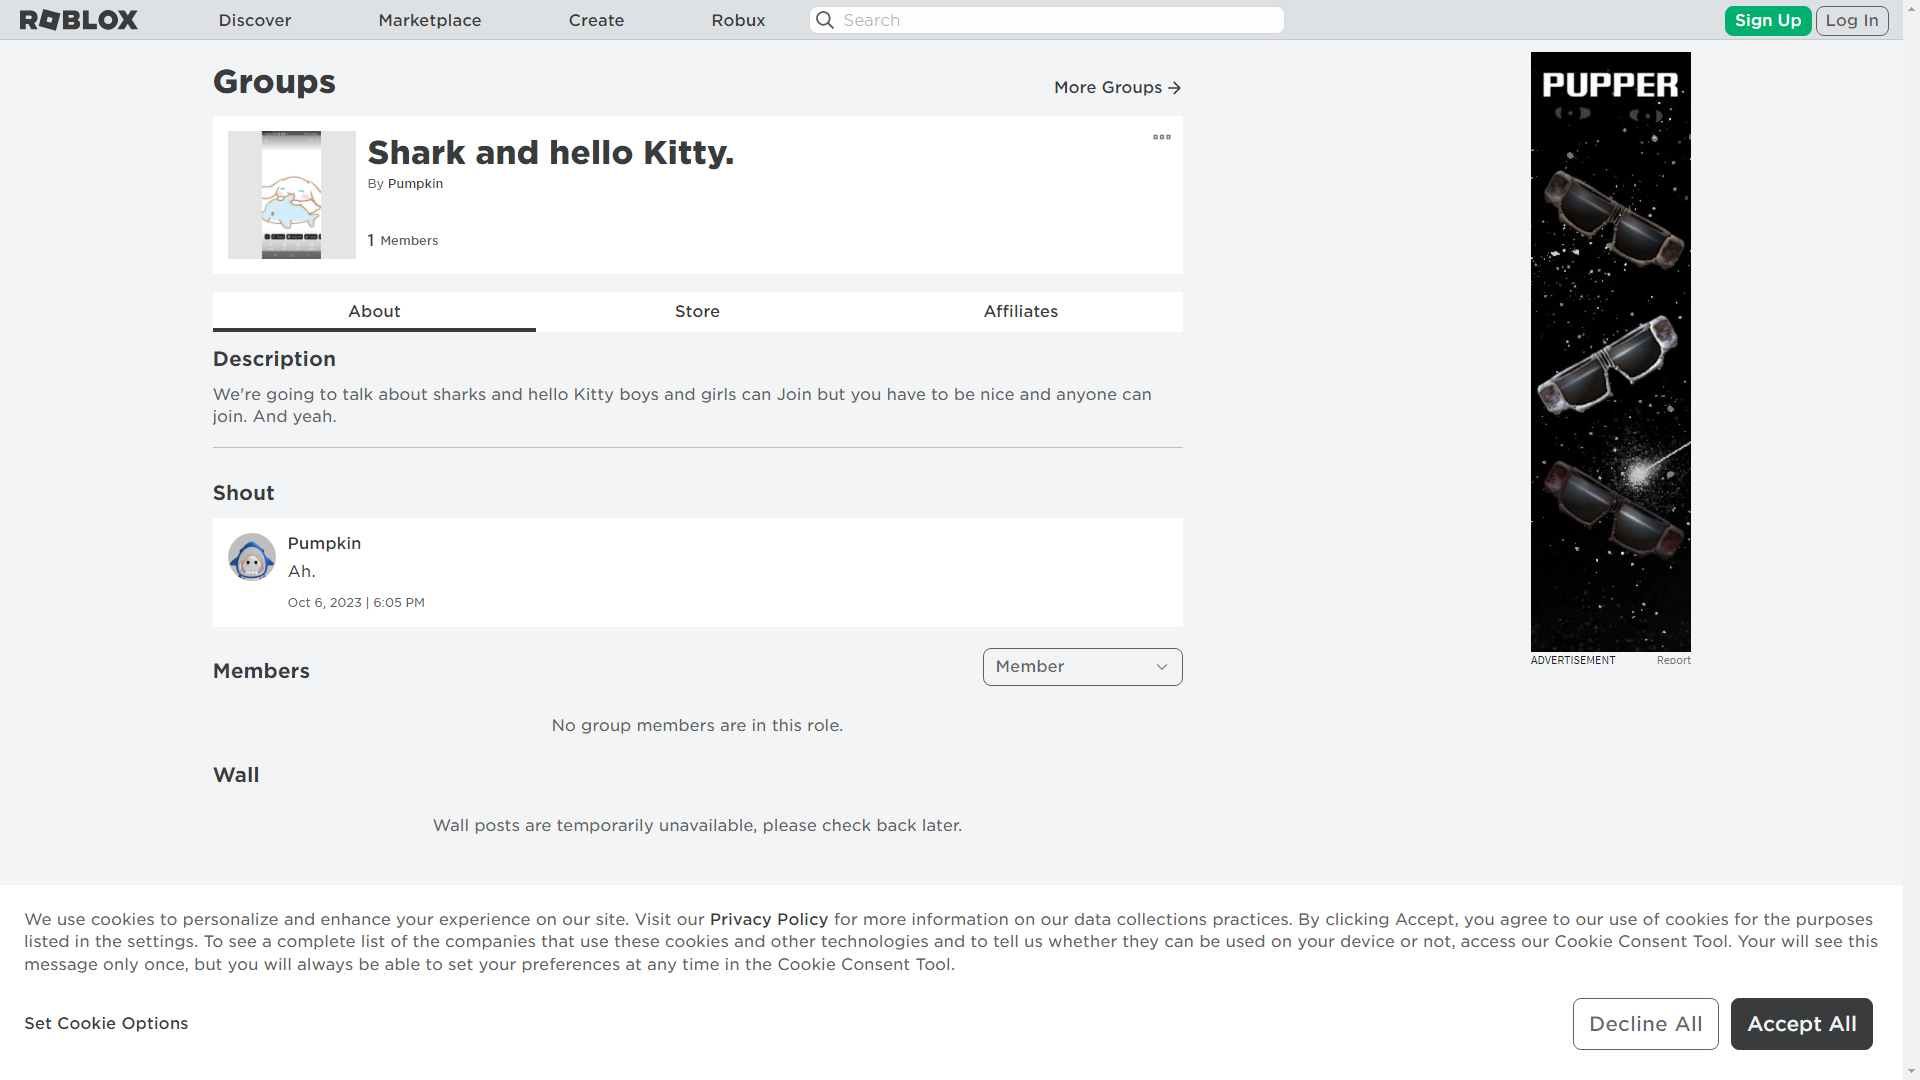 ROBLOX
Discover
Marketplace
Create
Robux
Search
Sign Up
Log In
Groups
More Groups
Shark and hello Kitty.
By Pumpkin
1 Members
About
Store
Affiliates
Description
We're going to talk about sharks and hello Kitty boys and girls can Join but you have to be nice and anyone can
join. And yeah.
Shout
Pumpkin
Ah.
Oct 6, 2023 | 6:05 PM
Members
Member
No group members are in this role.
Wall
Wall posts are temporarily unavailable, please check back later.
PUPPER
ADVERTISEMENT
Report
We use cookies to personalize and enhance your experience on our site. Visit our Privacy Policy for more information on our data collections practices. By clicking Accept, you agree to our use of cookies for the purposes
listed in the settings. To see a complete list of the companies that use these cookies and other technologies and to tell us whether they can be used on your device or not, access our Cookie Consent Tool. Your will see this
message only once, but you will always be able to set your preferences at any time in the Cookie Consent Tool.
Set Cookie Options
Decline All
Accept All